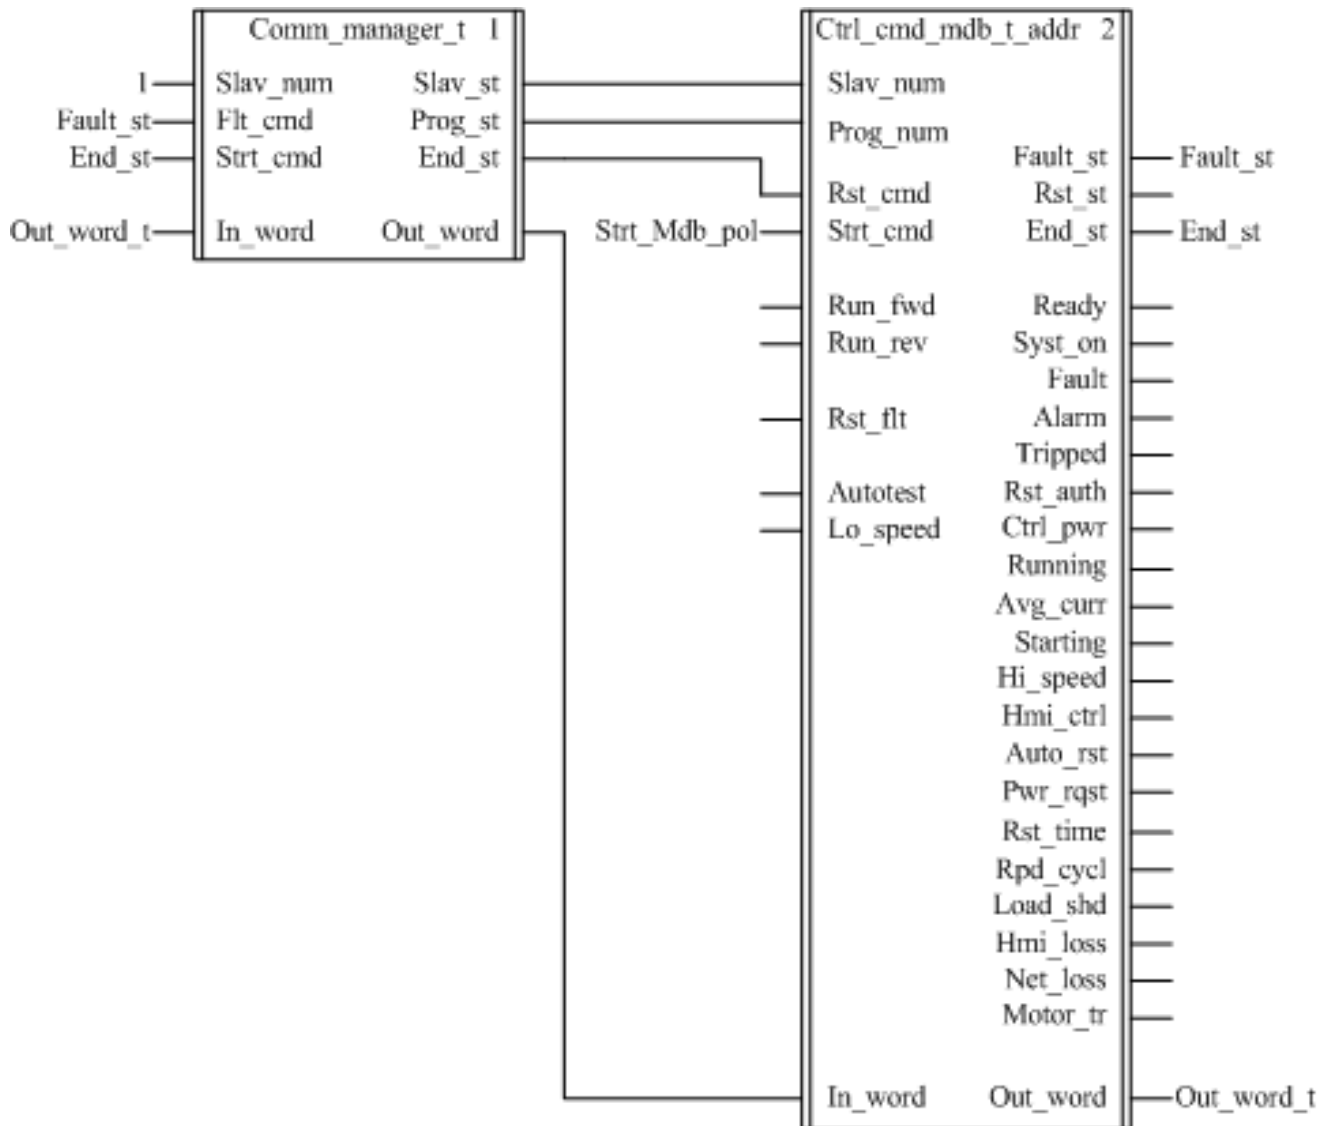 Comm_manager_t 1
Ctrl_cmd_mdb_t_addr 2
1
Slav_num
Slav_st
Slav_num
Fault_st
Flt_cmd
Prog_st
Prog_num
End_st
Strt_cmd
End_st
Fault_st
Fault_st
Rst_cmd
Rst_st
Out_word_t
In_word
Out_word
Strt_Mdb_pol
Strt_cmd
End_st
End_st
Run_fwd
Ready
Run_rev
Syst_on
Fault
Rst_flt
Alarm
Tripped
Autotest
Rst_auth
Lo_speed
Ctrl_pwr
Running
Avg_curr
Starting
Hi_speed
Hmi_ctrl
Auto_rst
Pwr_rqst
Rst_time
Rpd_cycl
Load_shd
Hmi_loss
Net_loss
Motor_tr
In_word
Out_word
Out_word_t